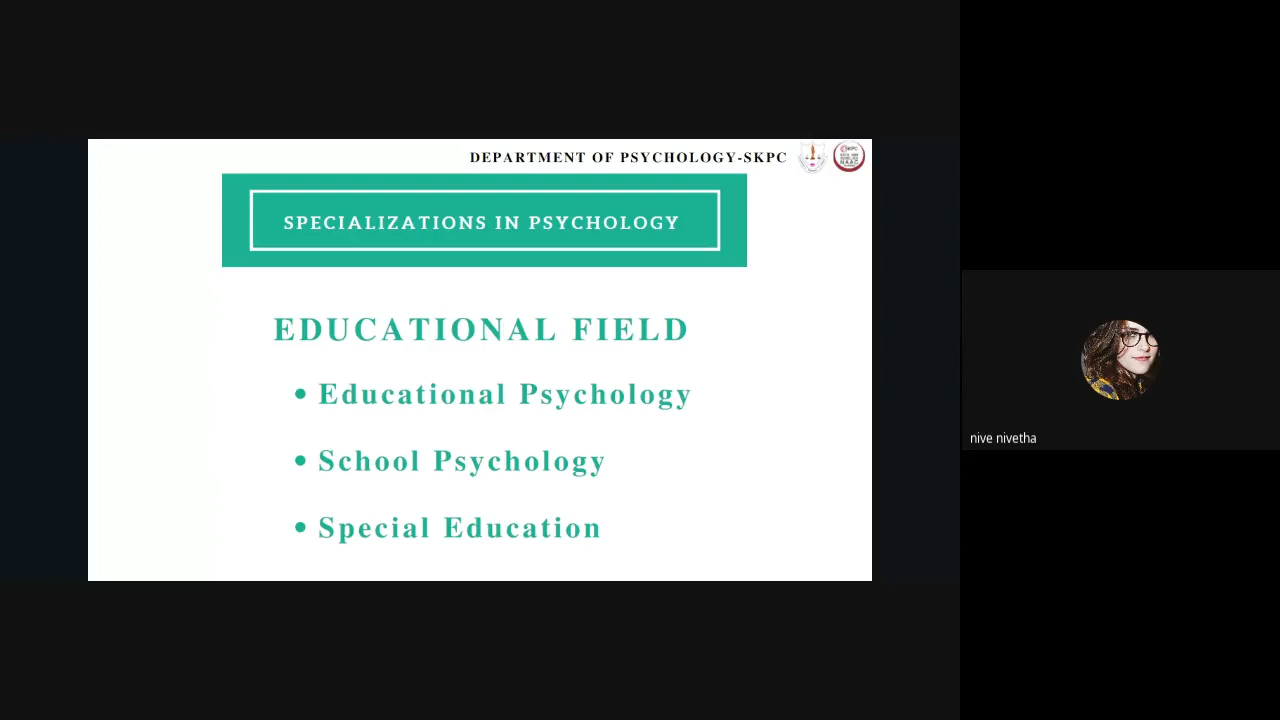 DEPARTMENT OF PSYCHOLOGY-SKPC
SPECIALIZATIONS IN PSYCHOLOGY
EDUCATIONAL FIELD
• Educational Psychology
• School Psychology
• Special Education
nive nivetha